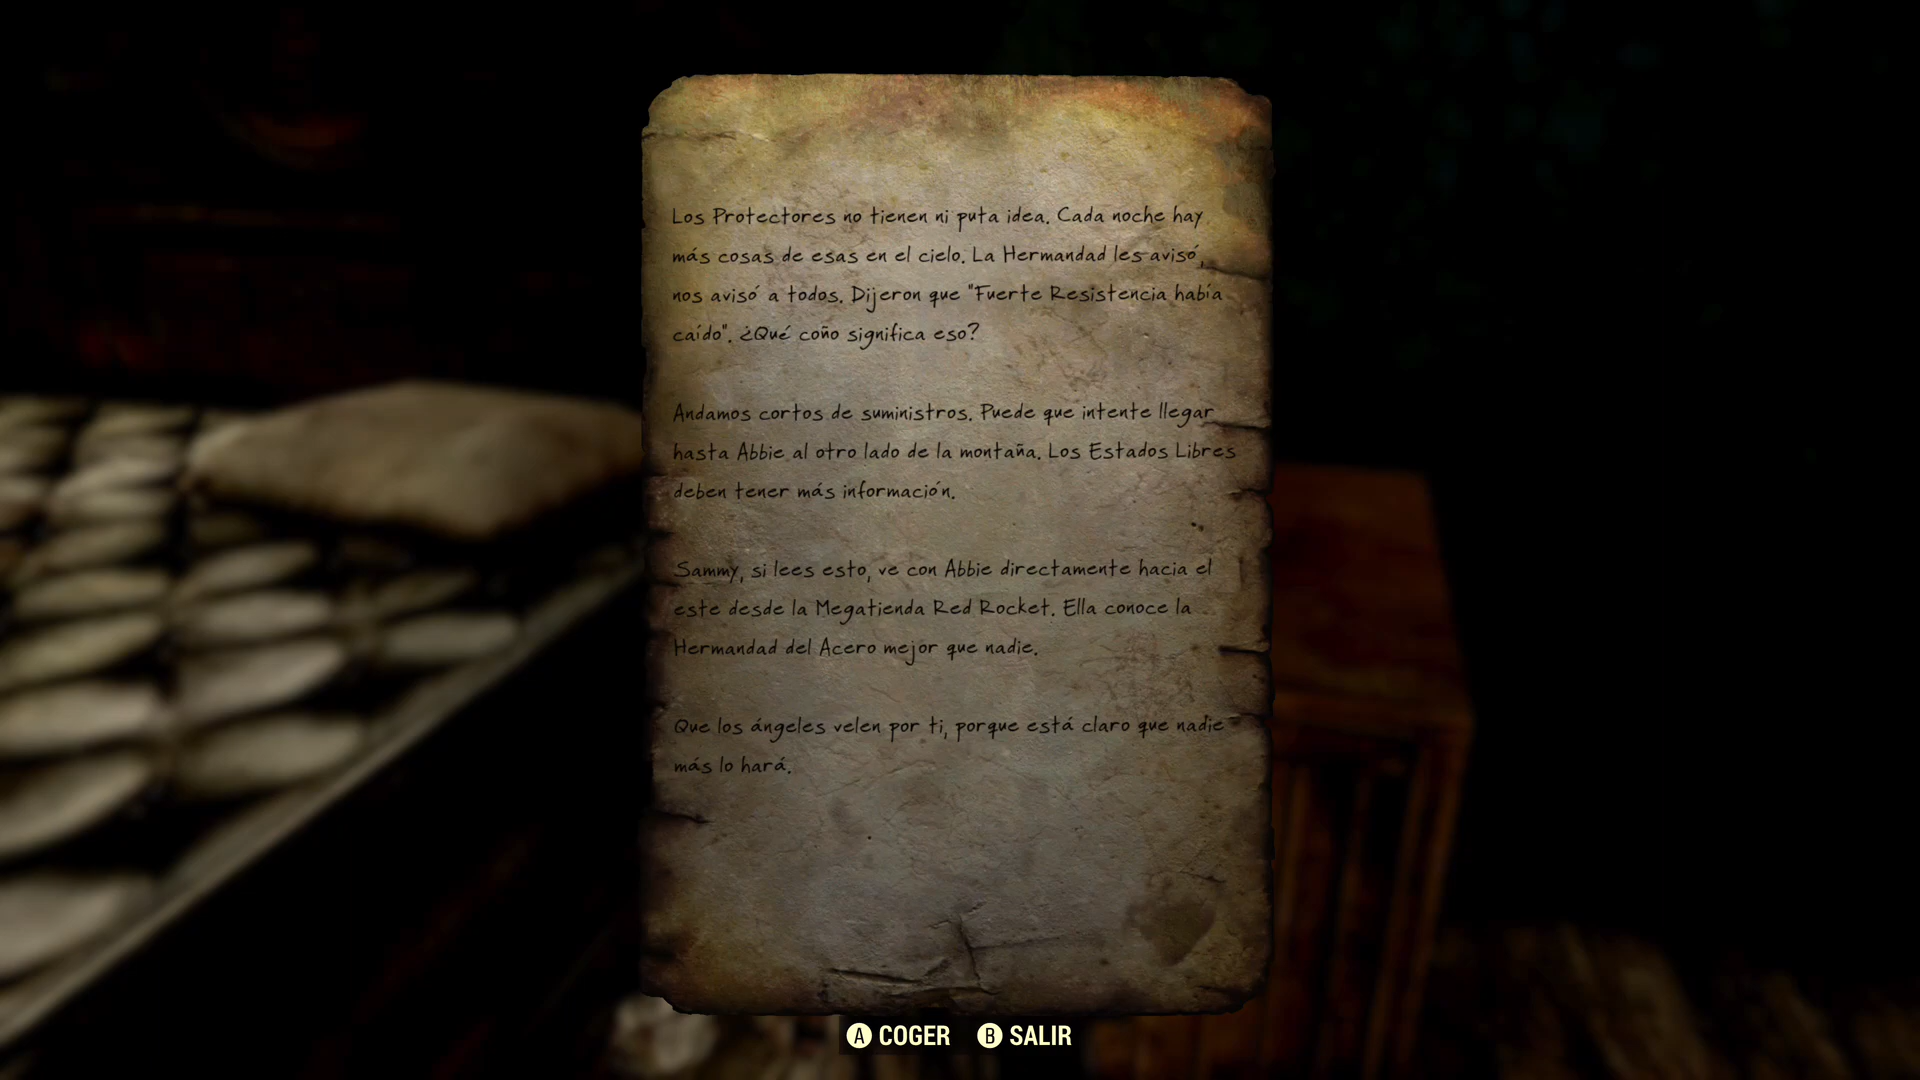 Los Protectores no tienen ni puta idea. Cada noche hay
más cosas de esas en el cielo. La Hermandad les avisó,
nos avisó a todos. Dijeron que "Fuerte Resistencia había
caído". ¿Qué coño significa eso?
Andamos cortos de suministros. Puede que intente llegar
hasta Abbie al otro lado de la montaña. Los Estados Libres
deben tener más información.
Sammy, si lees esto, ve con Abbie directamente hacia el
este desde la Megatienda Red Rocket. Ella conoce la
Hermandad del Acero mejor que nadie.
Que los ángeles velen por ti, porque está claro que nadie
más lo hará.
A COGER B SALIR